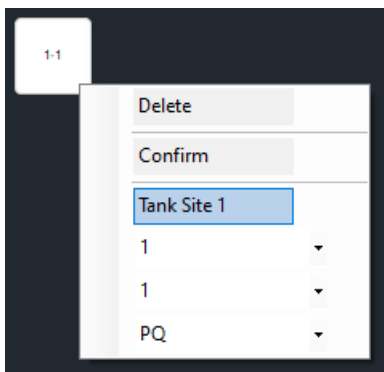 1-1
Delete
Confirm
Tank Site 1
1
1
PQ